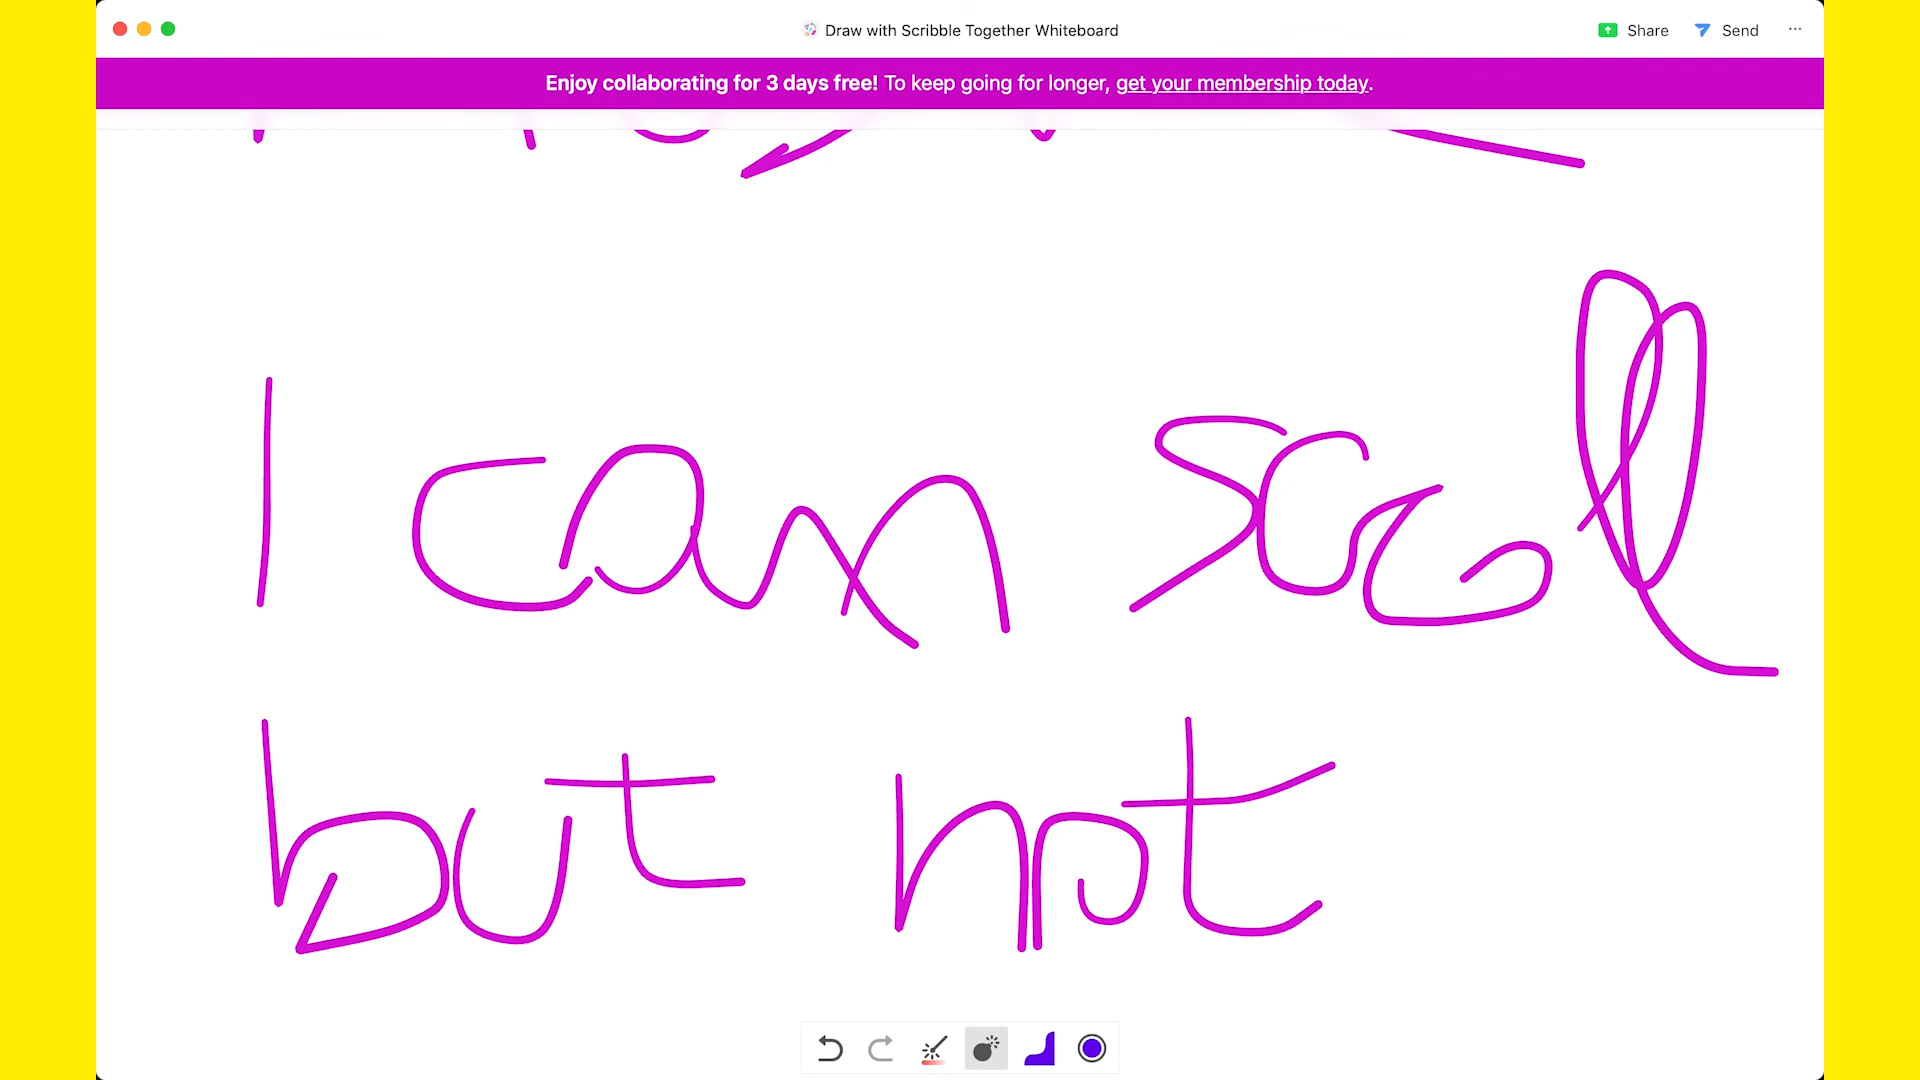 Draw with Scribble Together Whiteboard
Share
Send
Enjoy collaborating for 3 days free! To keep going for longer, get your membership today.
I can scroll
but not